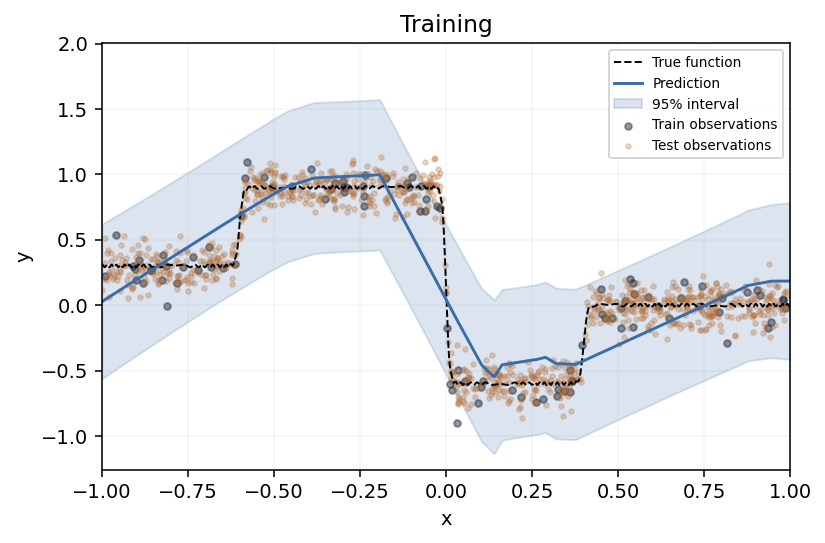 Training
y
2.0
1.5
1.0
0.5
0.0
−0.5
−1.0
True function
Prediction
95% interval
Train observations
Test observations
−1.00 −0.75 −0.50 −0.25 0.00 0.25 0.50 0.75 1.00
x